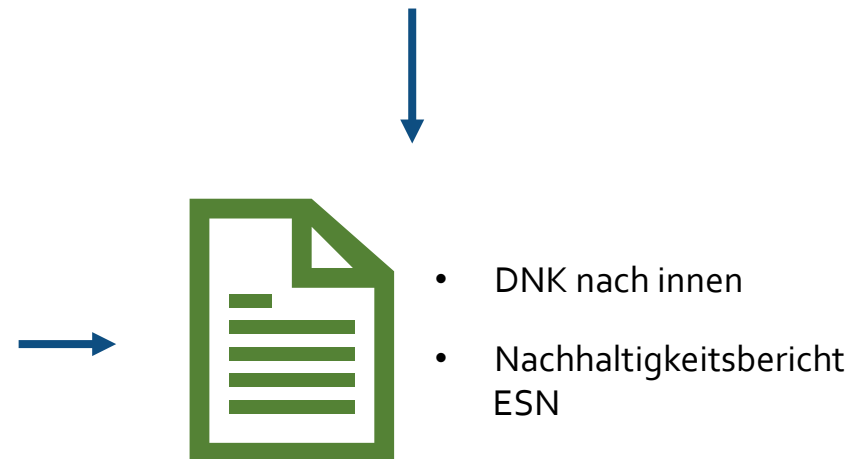 • DNK nach innen
• Nachhaltigkeitsbericht
ESN